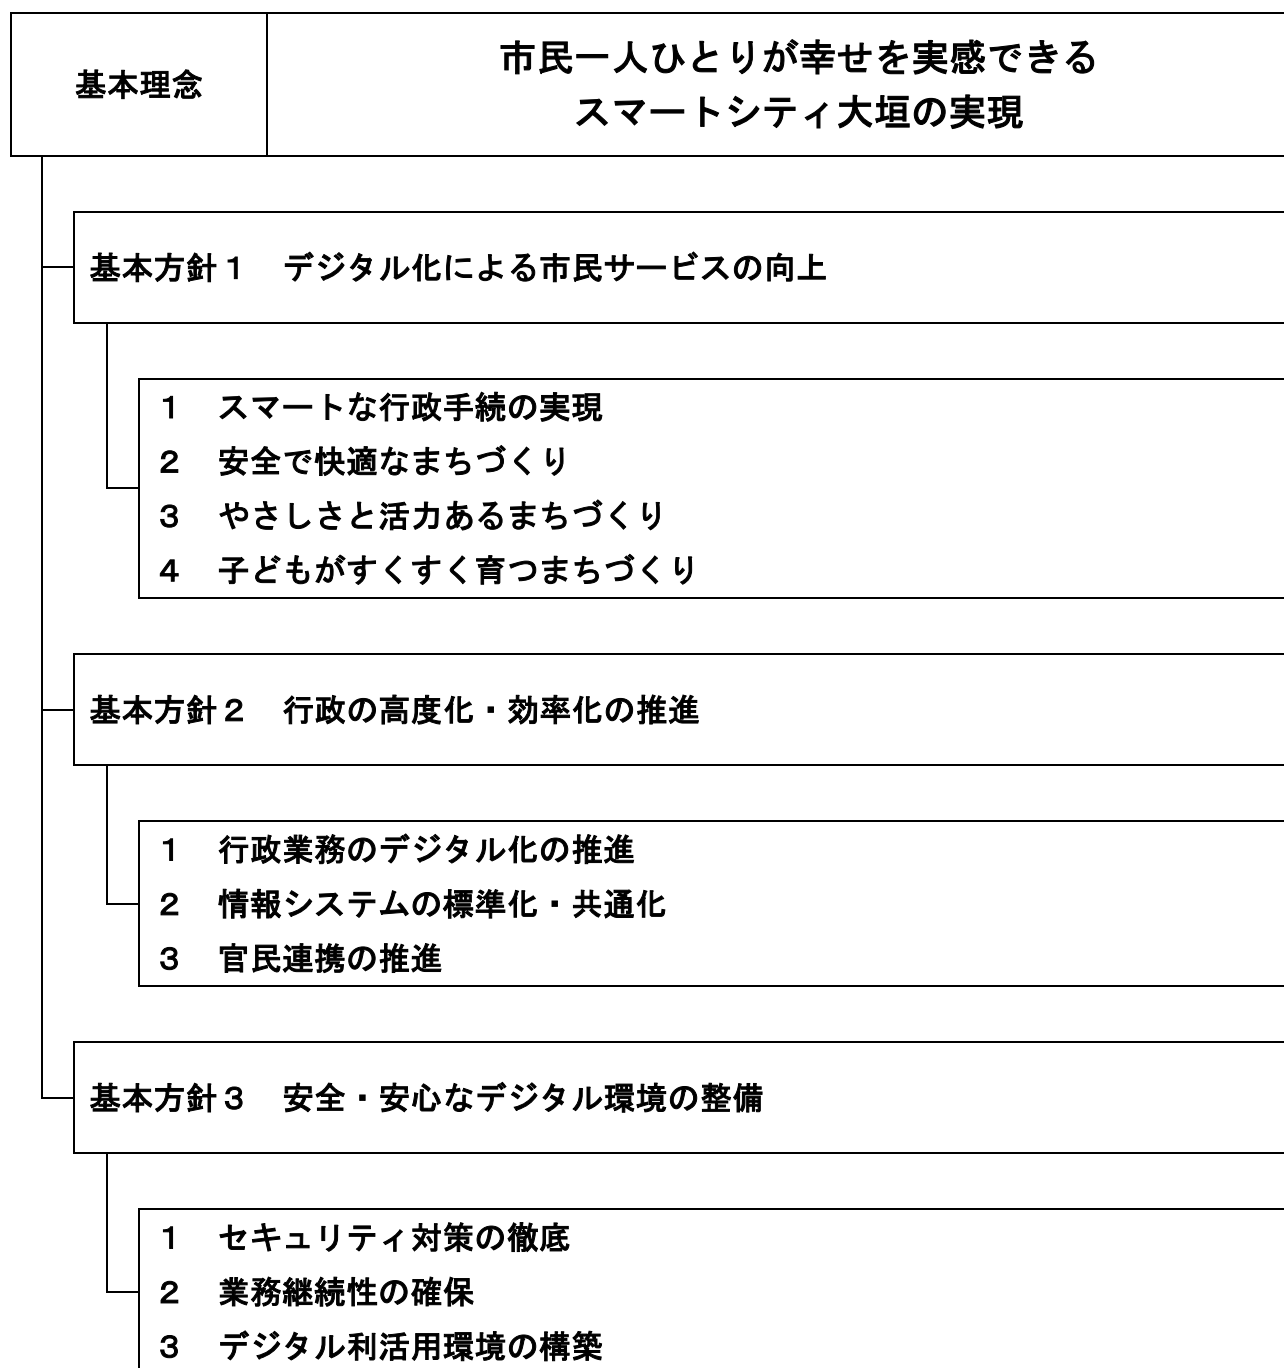 基本理念
市民一人ひとりが幸せを実感できる
スマートシティ大垣の実現
基本方針１　デジタル化による市民サービスの向上
１　スマートな行政手続の実現
２　安全で快適なまちづくり
３　やさしさと活力あるまちづくり
４　子どもがすくすく育つまちづくり
基本方針２　行政の高度化・効率化の推進
１　行政業務のデジタル化の推進
２　情報システムの標準化・共通化
３　官民連携の推進
基本方針３　安全・安心なデジタル環境の整備
１　セキュリティ対策の徹底
２　業務継続性の確保
３　デジタル利活用環境の構築